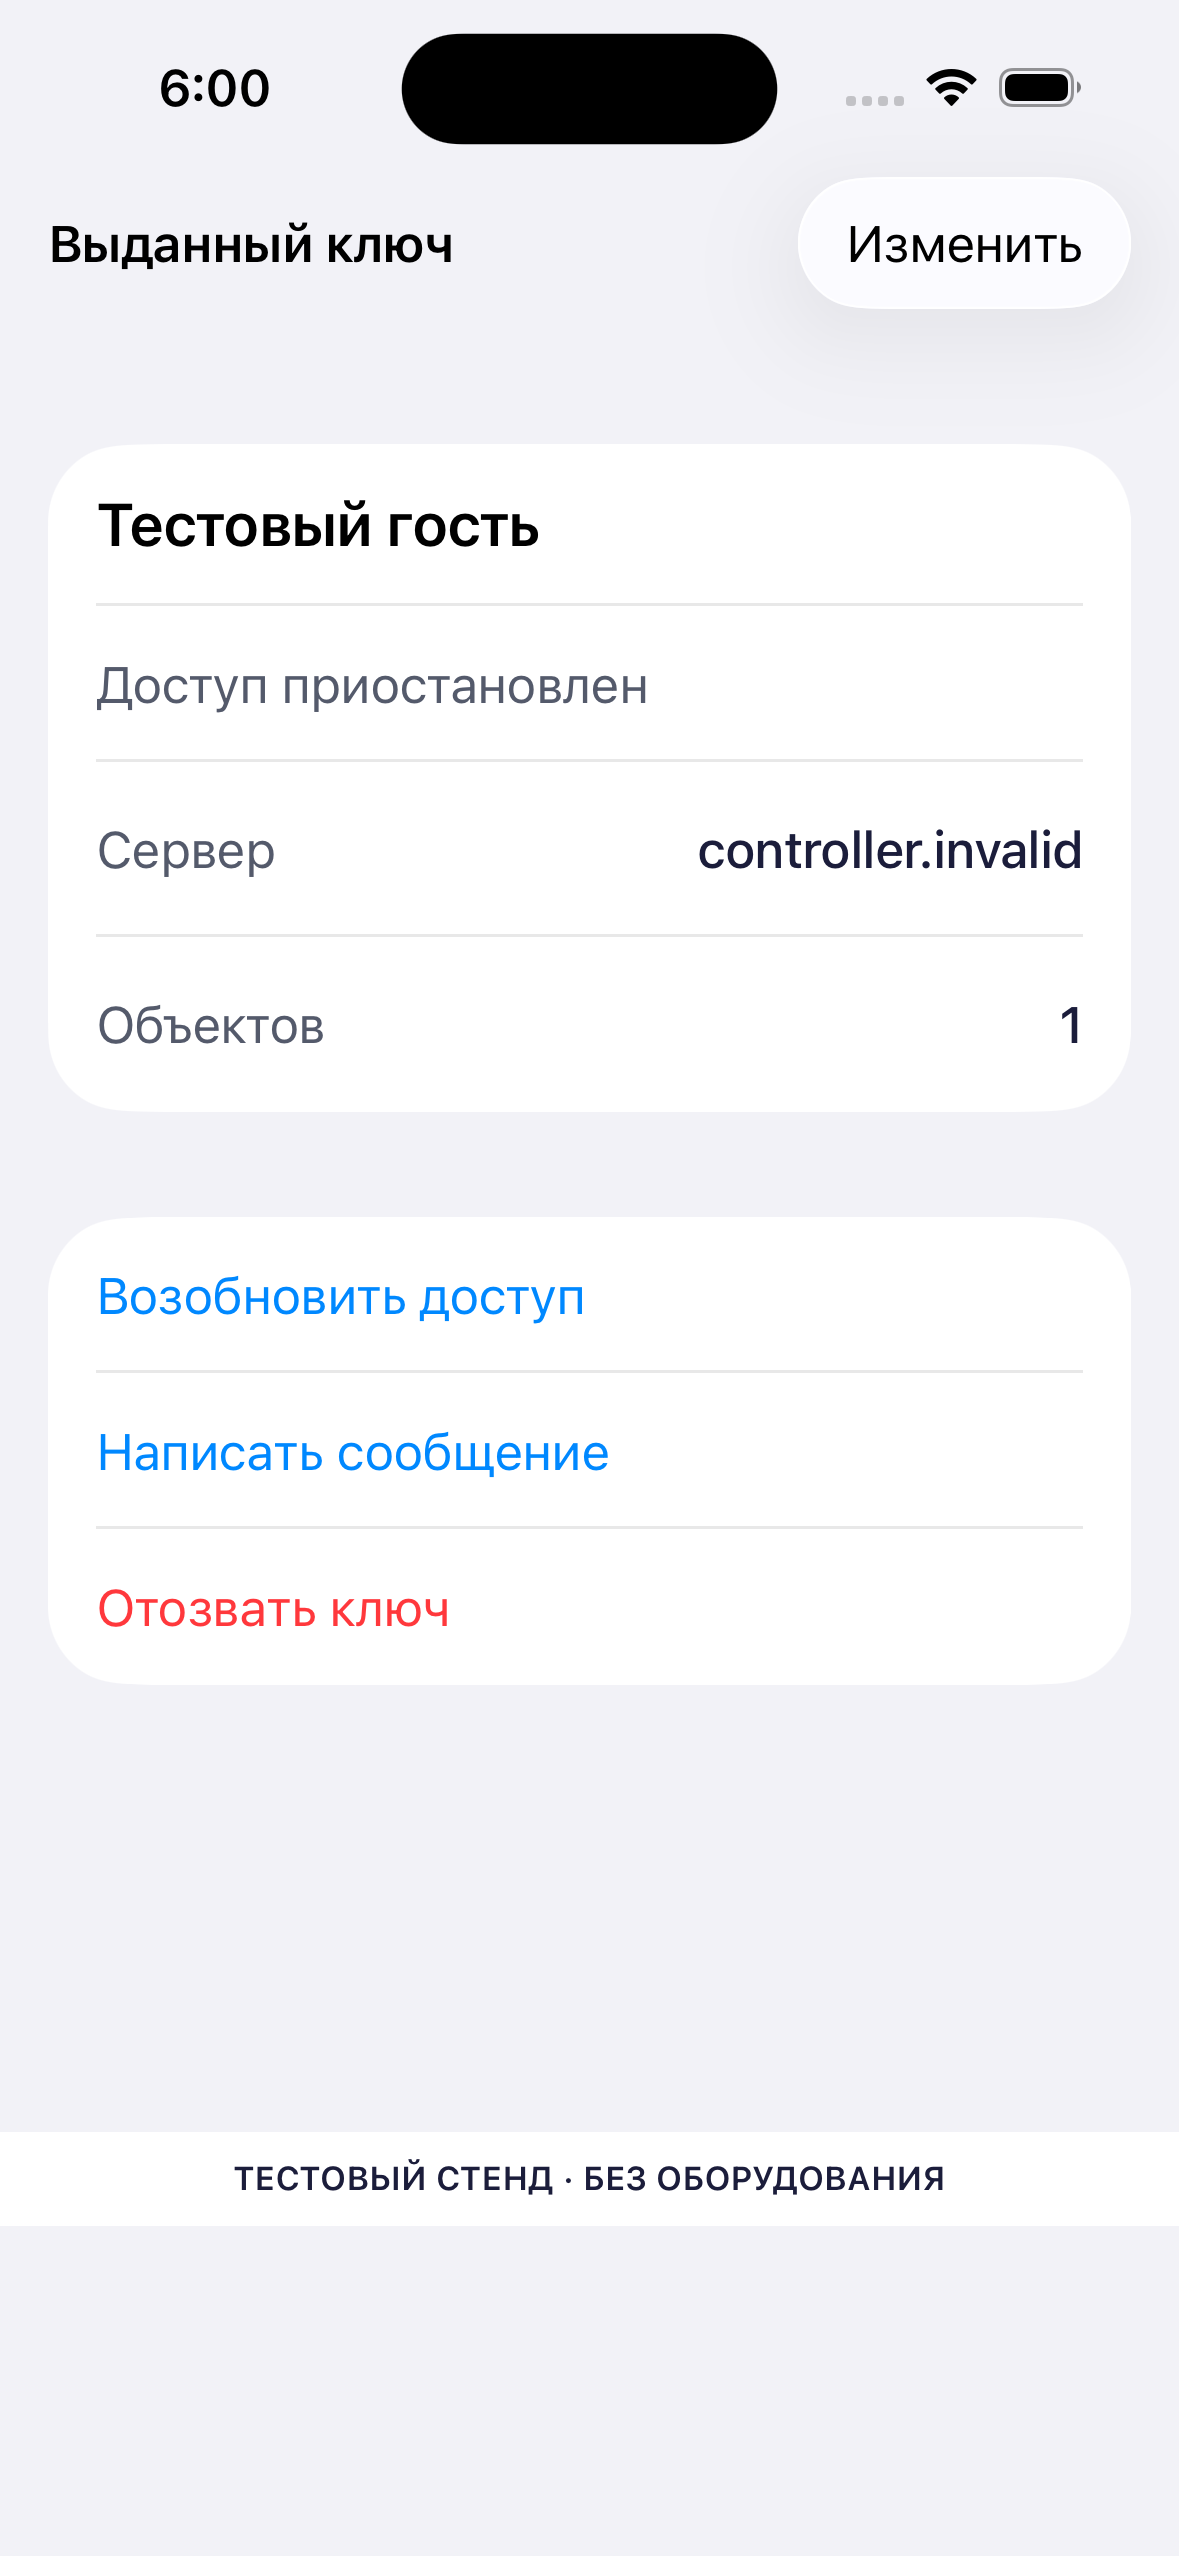 6:00
Выданный ключ
Изменить
Тестовый гость
Доступ приостановлен
Сервер controller.invalid
Объектов 1
Возобновить доступ
Написать сообщение
Отозвать ключ
ТЕСТОВЫЙ СТЕНД · БЕЗ ОБОРУДОВАНИЯ